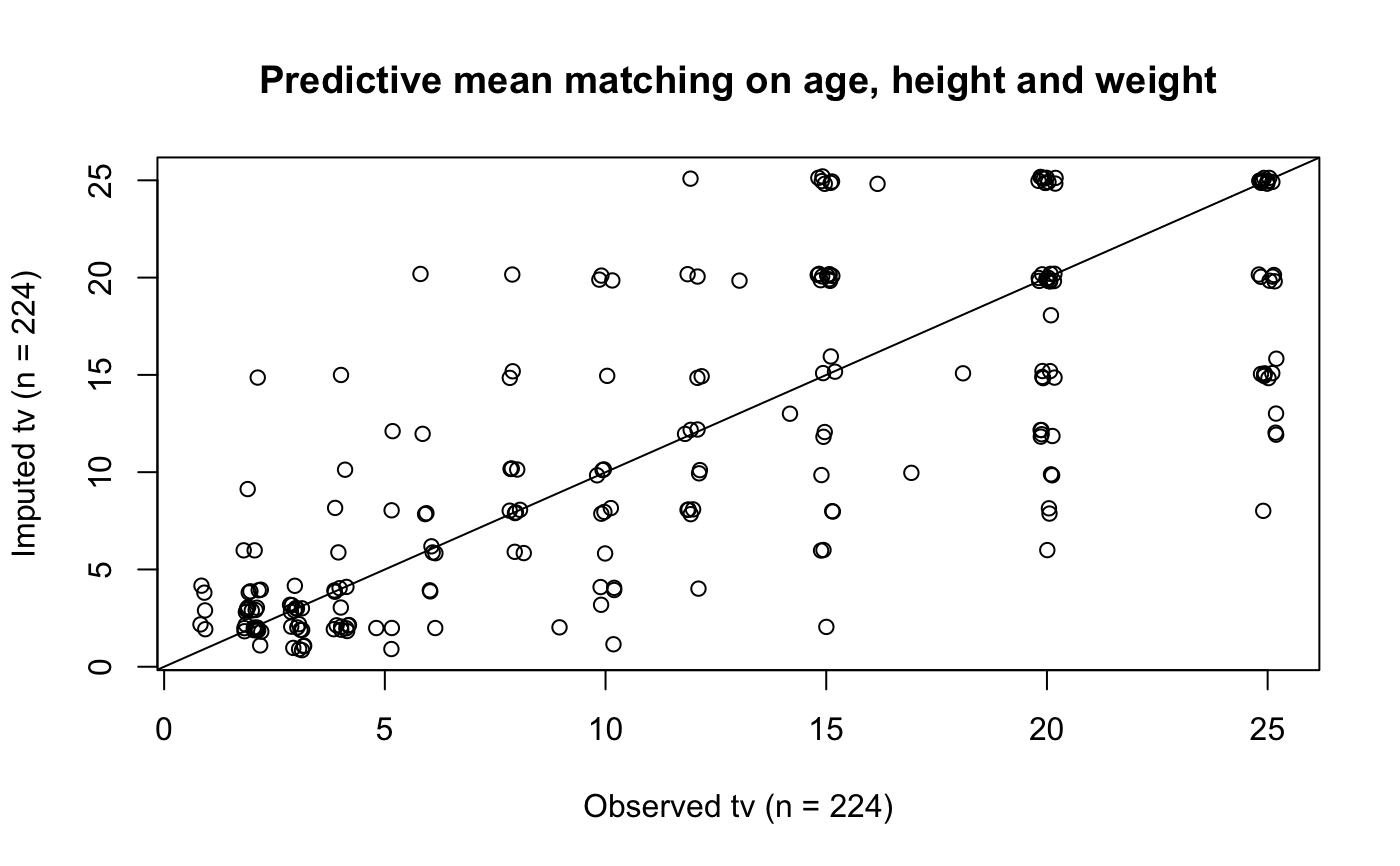 Predictive mean matching on age, height and weight
Imputed tv (n = 224)
25
20
15
10
5
0
0 5 10 15 20 25
Observed tv (n = 224)